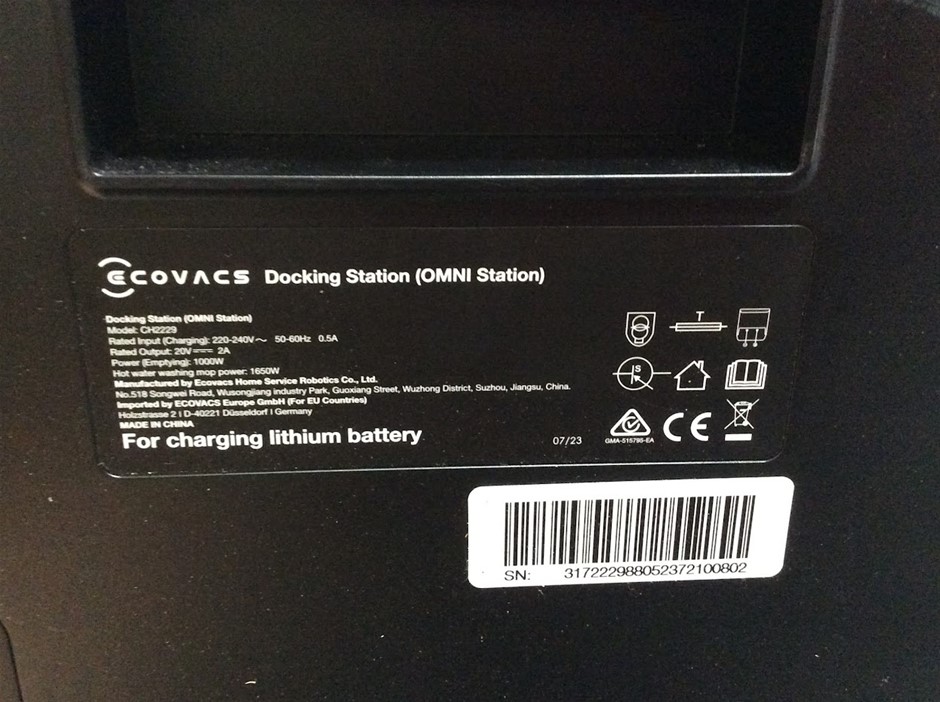 ECOVACS Docking Station (OMNI Station)
Docking Station (OMNI Station)
Model: CH2229
Rated Input (Charging): 220-240V～ 50-60Hz 0.5A
Rated Output: 20V⎓ 2A
Power (Emptying): 1000W
Hot water washing mop power: 1650W
Manufactured by Ecovacs Home Service Robotics Co., Ltd.
No.518 Songwei Road, Wusongjiang industry Park, Guoxiang Street, Wuzhong District, Suzhou, Jiangsu, China.
Imported by ECOVACS Europe GmbH (For EU Countries)
Holzstrasse 2 I D-40221 Düsseldorf I Germany
MADE IN CHINA
For charging lithium battery
07/23
T
S
GMA-515795-EA
CE
SN: 317222988052372100802